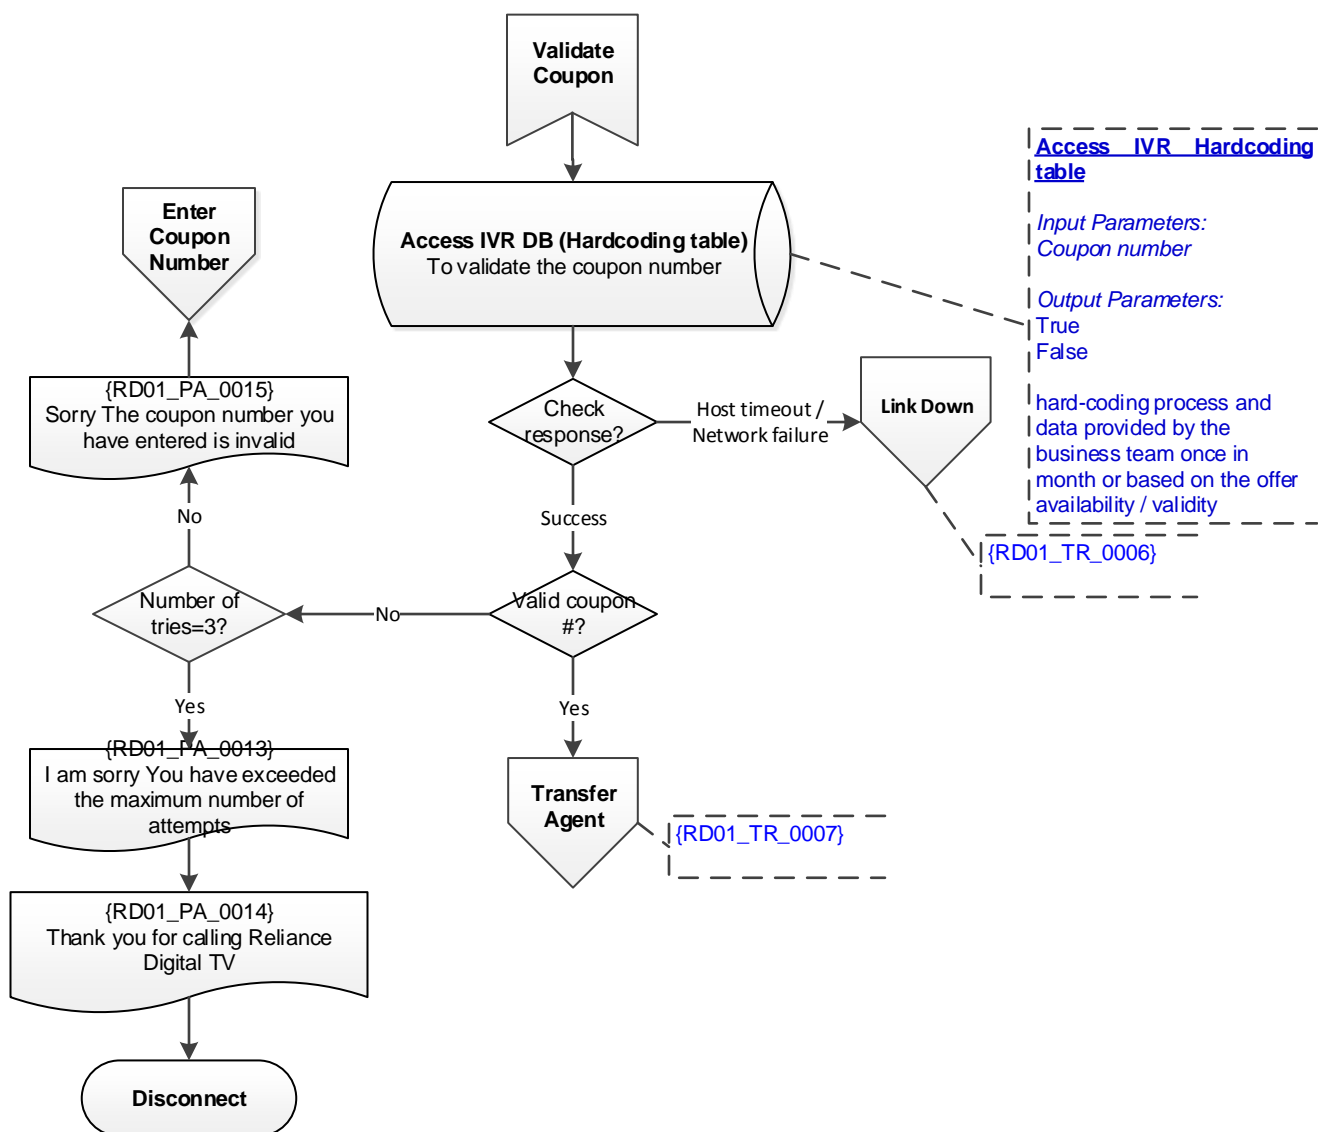 Validate
Coupon
Access IVR Hardcoding
table
Input Parameters:
Coupon number
Output Parameters:
True
False
hard-coding process and
data provided by the
business team once in
month or based on the offer
availability / validity
Enter
Coupon
Number
Access IVR DB (Hardcoding table)
To validate the coupon number
{RD01_PA_0015}
Sorry The coupon number you
have entered is invalid
Check
response?
Host timeout /
Network failure
Link Down
No
Success
{RD01_TR_0006}
Number of
tries=3?
No
Valid coupon
#?
Yes
Yes
{RD01_PA_0013}
I am sorry You have exceeded
the maximum number of
attempts
Transfer
Agent
{RD01_TR_0007}
{RD01_PA_0014}
Thank you for calling Reliance
Digital TV
Disconnect